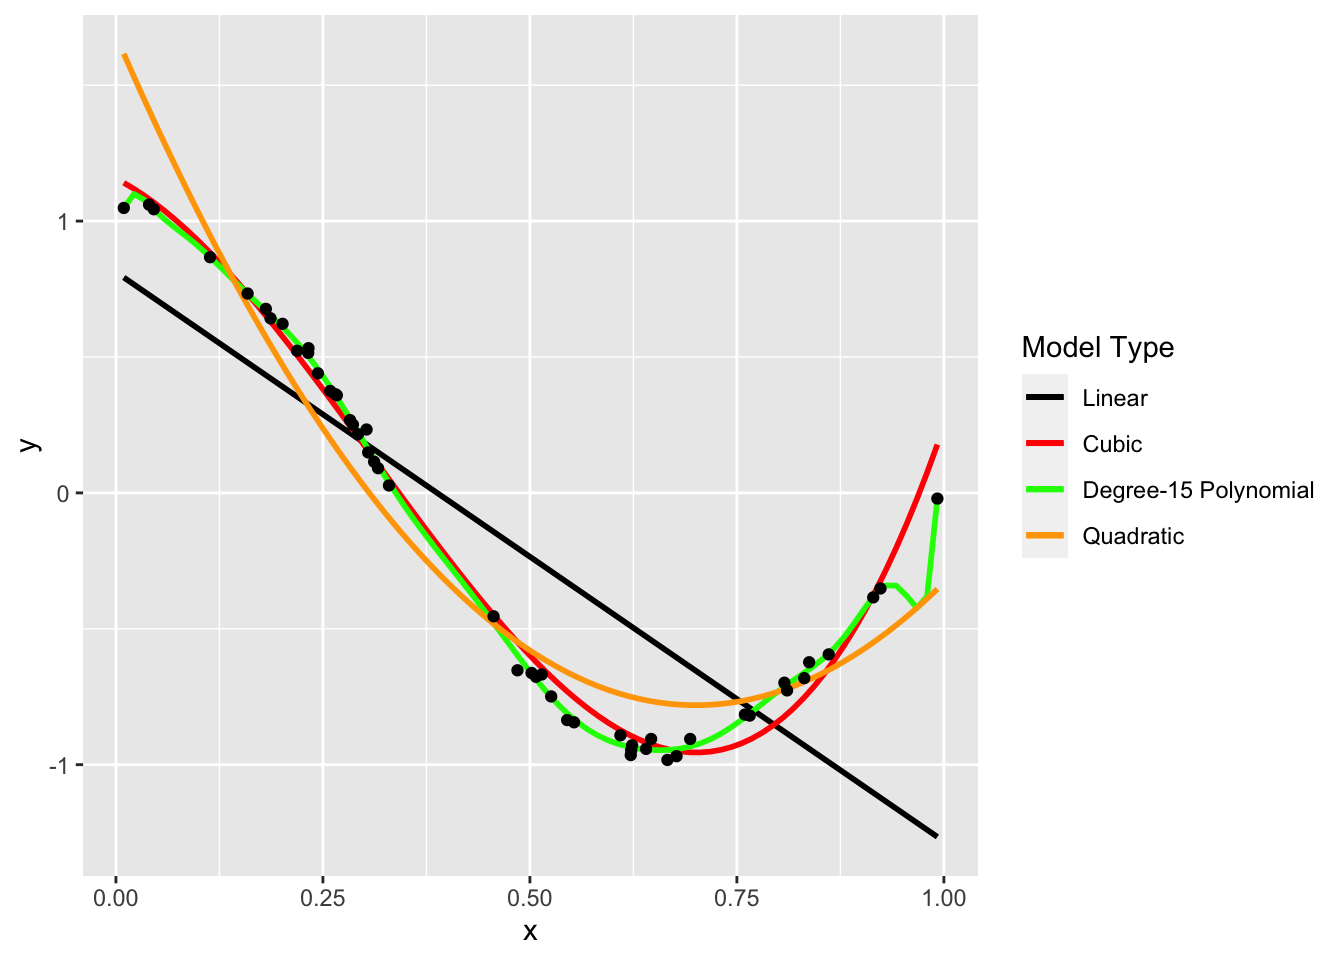 1
0
-1
y
0.00 0.25 0.50 0.75 1.00
x
Model Type
Linear
Cubic
Degree-15 Polynomial
Quadratic